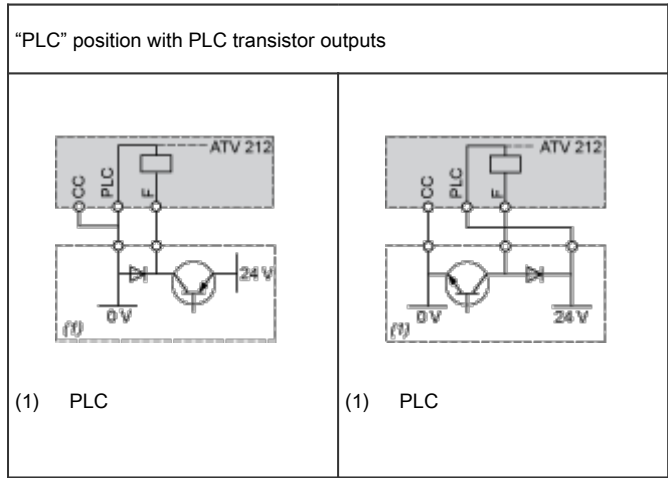 “PLC” position with PLC transistor outputs
ATV 212
CC
PLC
F
24 V
0 V
(1)
(1) PLC
ATV 212
CC
PLC
F
0 V
24 V
(1)
(1) PLC